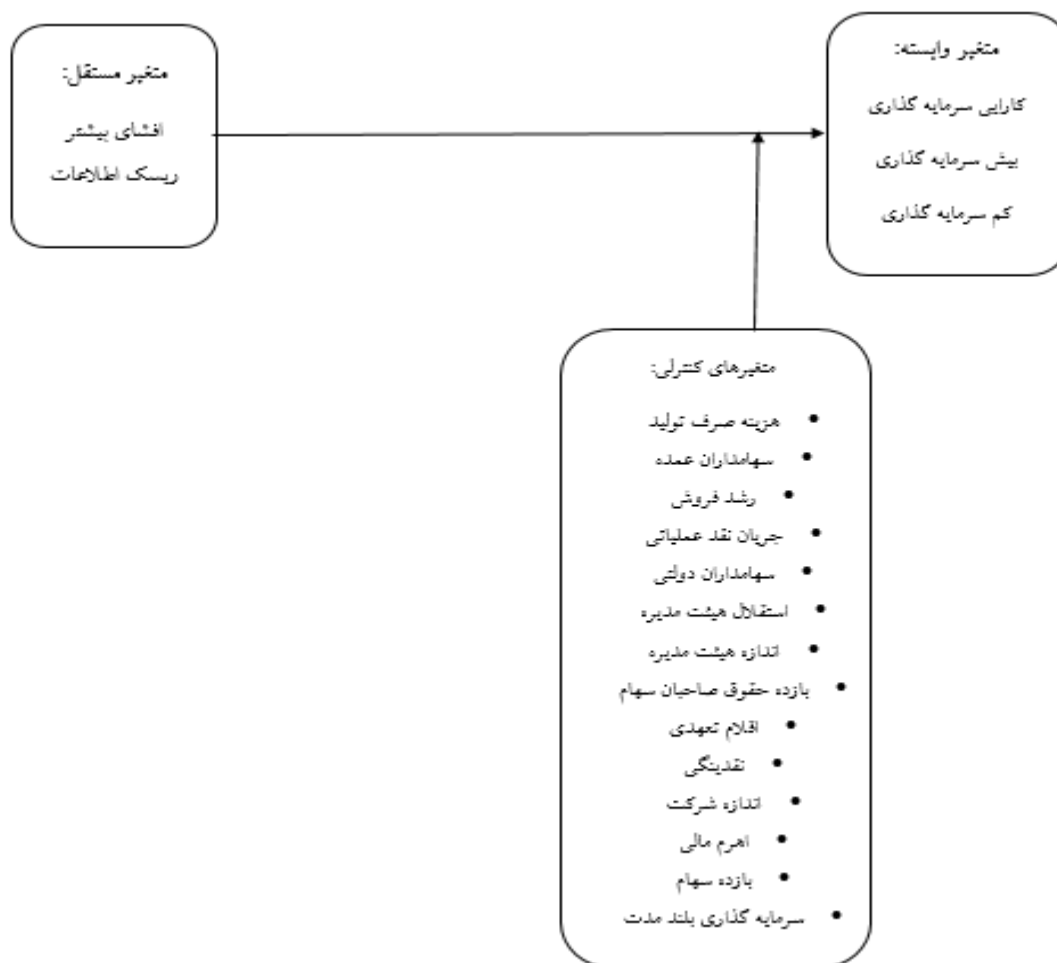 متغیر مستقل:
افشای بیشتر
ریسک اطلاعات
متغیر وابسته:
کارایی سرمایه گذاری
بیش سرمایه گذاری
کم سرمایه گذاری
متغیرهای کنترلی:
• هزینه صرف تولید
• سهامداران عمده
• رشد فروش
• جریان نقد عملیاتی
• سهامداران دولتی
• استقلال هیئت مدیره
• اندازه هیئت مدیره
• بازده حقوق صاحبان سهام
• اقلام تعهدی
• نقدینگی
• اندازه شرکت
• اهرم مالی
• بازده سهام
• سرمایه گذاری بلند مدت